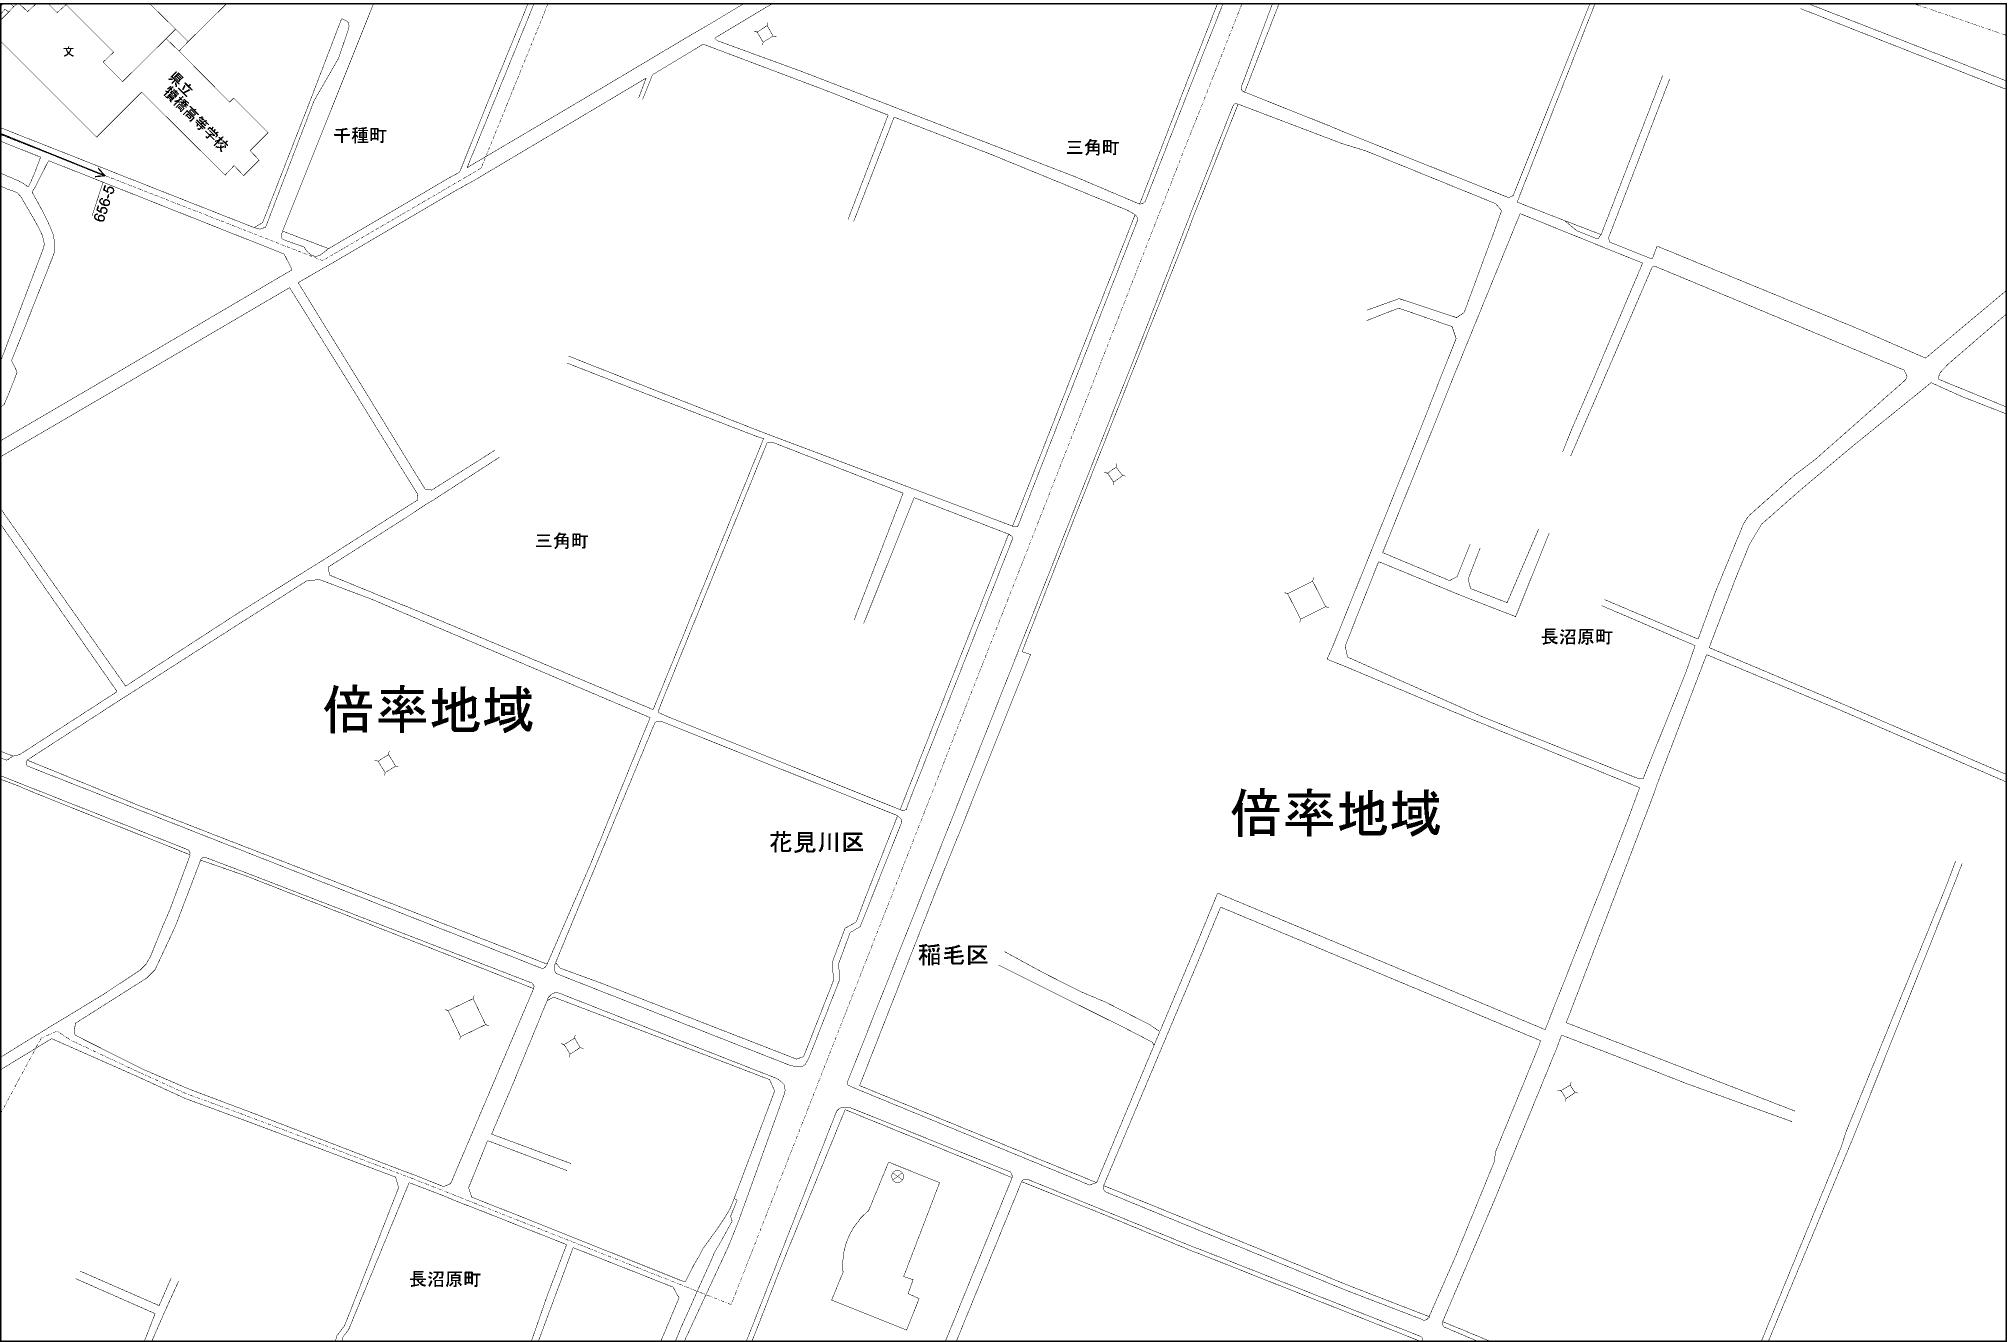 文
県立
犢橋高等学校
千種町
三角町
656-5
三角町
長沼原町
倍率地域
倍率地域
花見川区
稲毛区
長沼原町